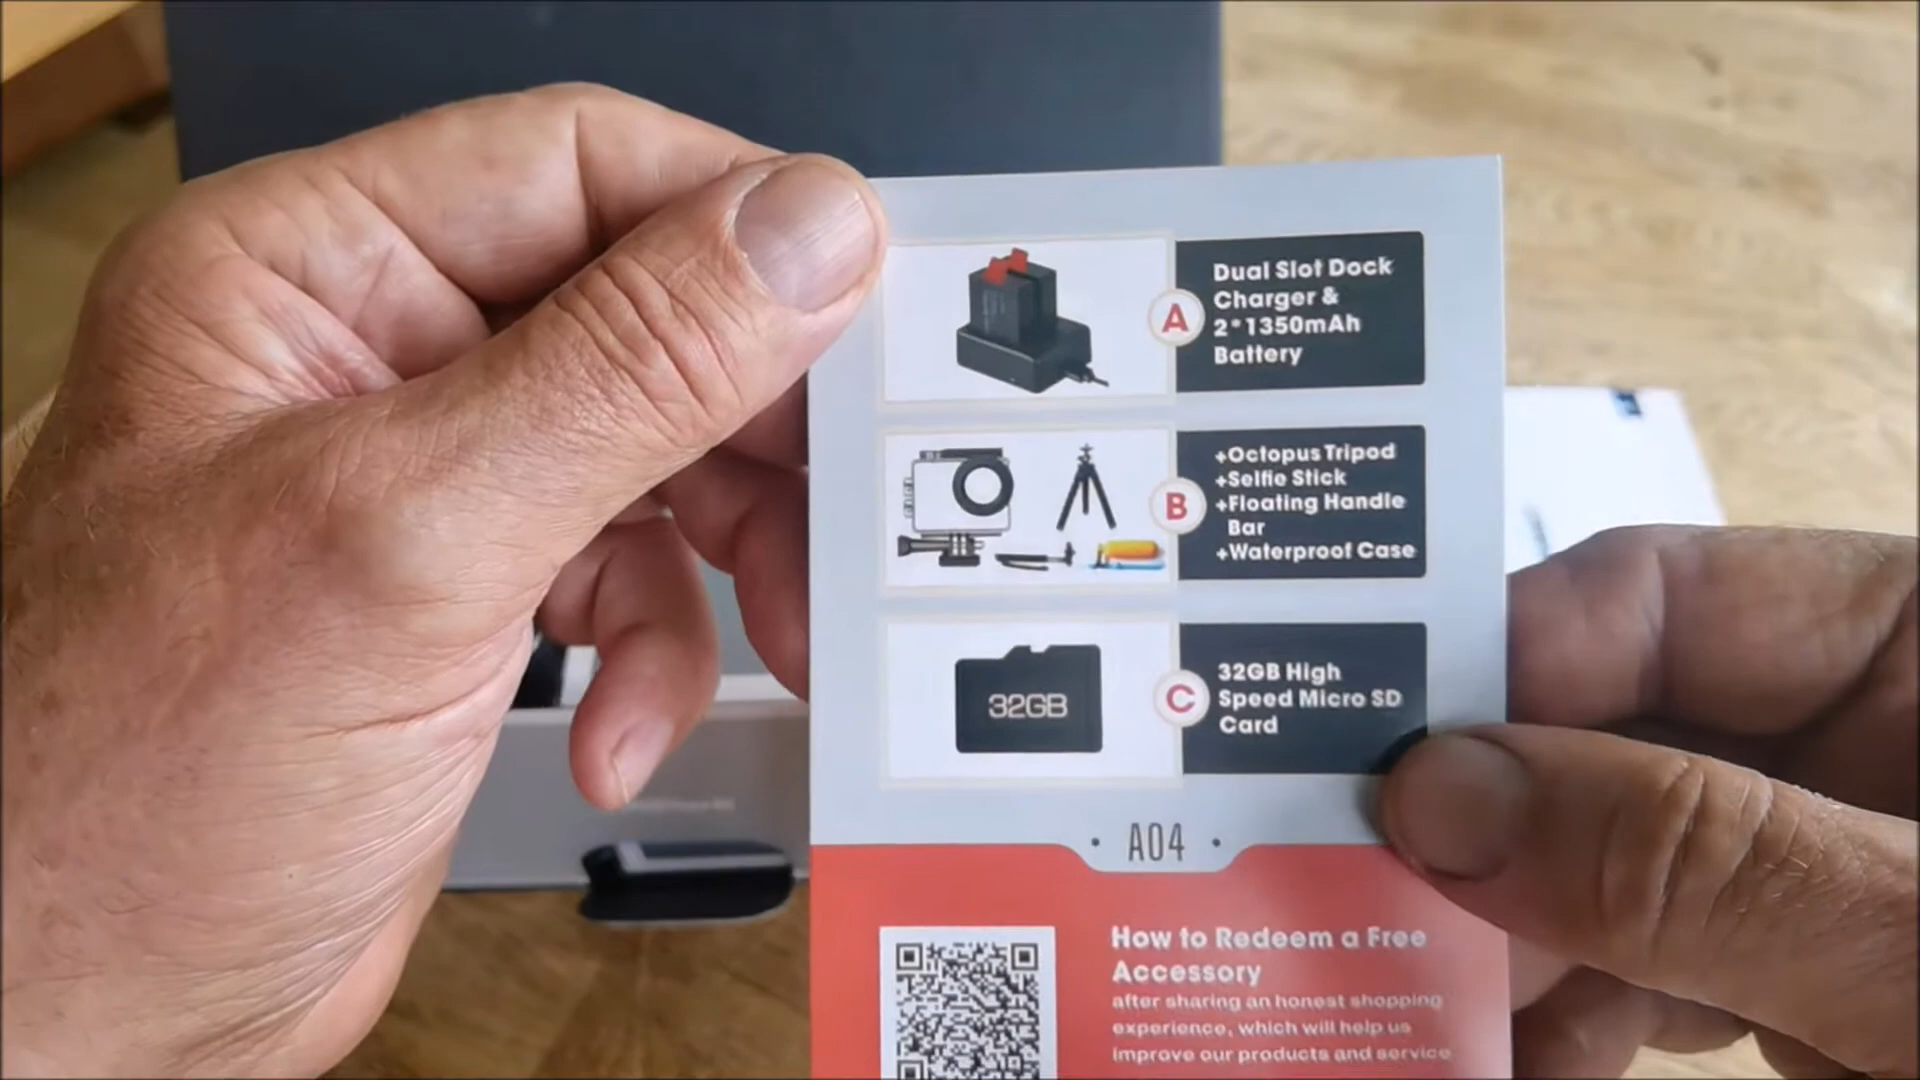 A
Dual Slot Dock
Charger &
2*1350mAh
Battery
B
+Octopus Tripod
+Selfie Stick
+Floating Handle
Bar
+Waterproof Case
32GB
C
32GB High
Speed Micro SD
Card
• A04 •
How to Redeem a Free
Accessory
after sharing an honest shopping
experience, which will help us
improve our products and service